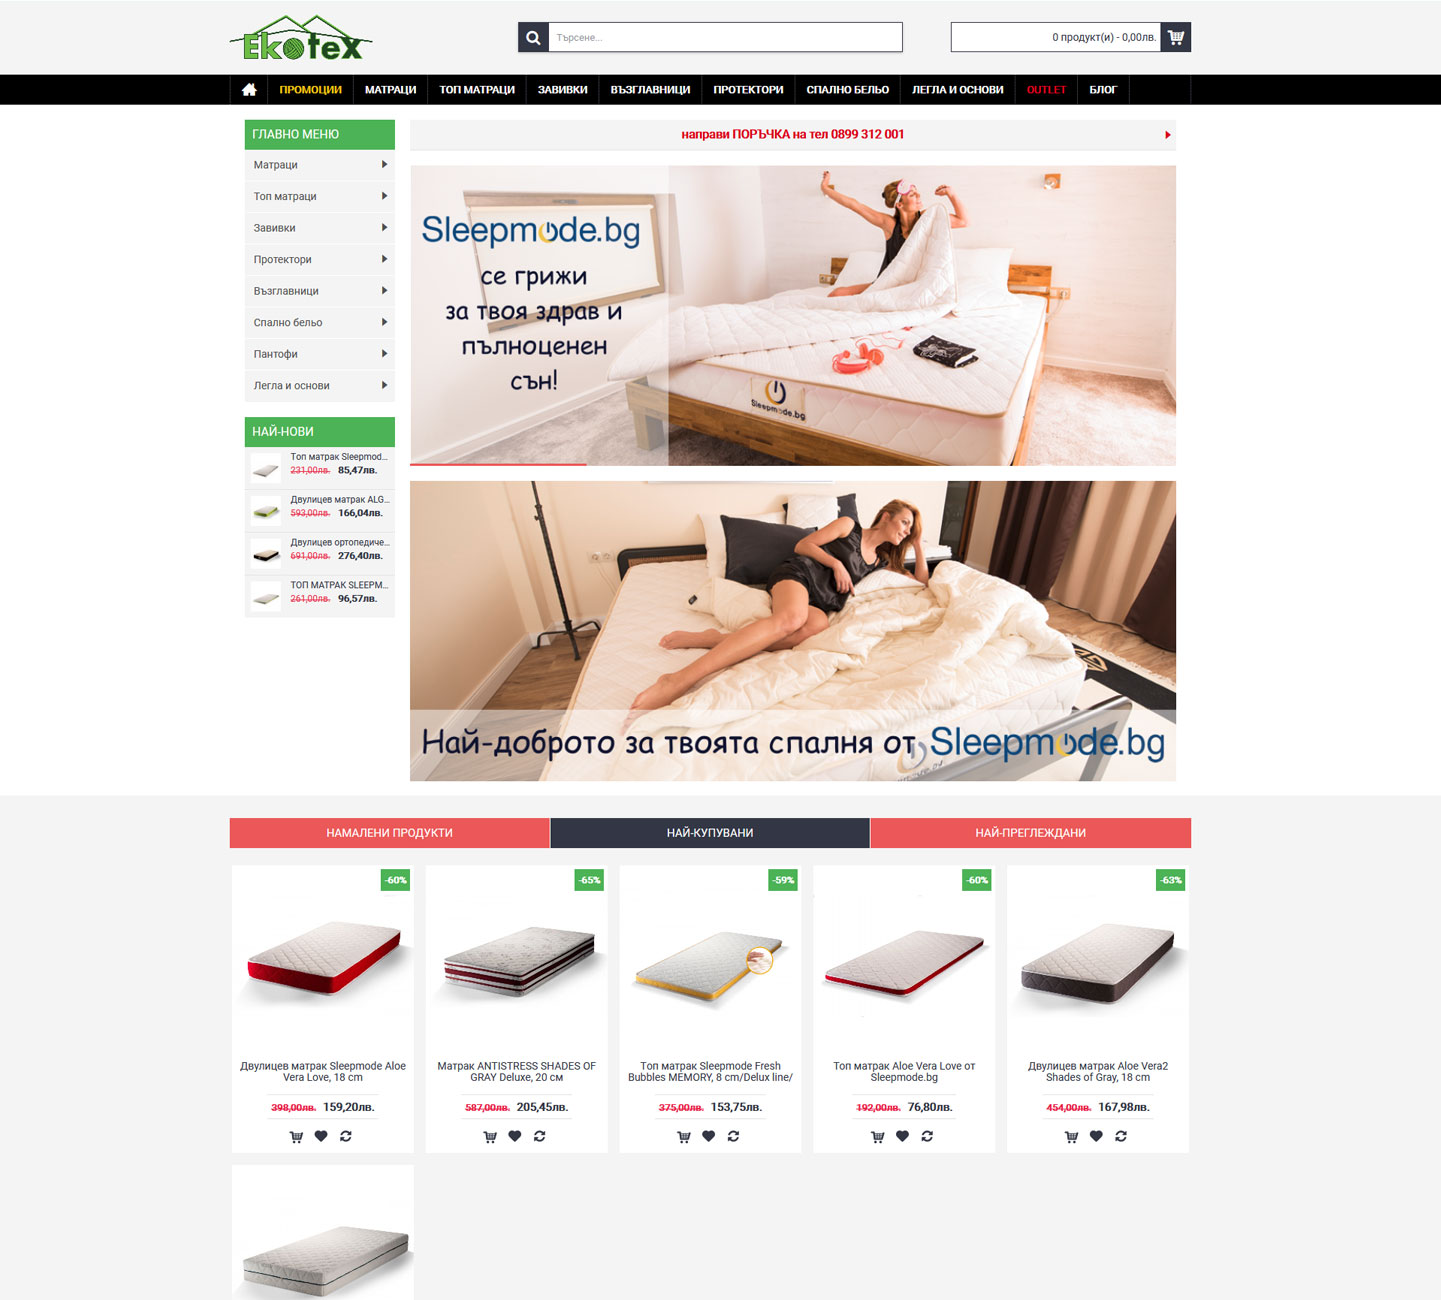 Ekotex
Търсене...
0 продукт(и) - 0,00лв.
ПРОМОЦИИ
МАТРАЦИ
ТОП МАТРАЦИ
ЗАВИВКИ
ВЪЗГЛАВНИЦИ
ПРОТЕКТОРИ
СПАЛНО БЕЛЬО
ЛЕГЛА И ОСНОВИ
OUTLET
БЛОГ
ГЛАВНО МЕНЮ
Матраци
Топ матраци
Завивки
Протектори
Възглавници
Спално бельо
Пантофи
Легла и основи
НАЙ-НОВИ
Топ матрак Sleepmod...
231,00лв. 85,47лв.
Двулицев матрак ALG...
593,00лв. 166,04лв.
Двулицев ортопедиче...
691,00лв. 276,40лв.
ТОП МАТРАК SLEEPM...
261,00лв. 96,57лв.
направи ПОРЪЧКА на тел 0899 312 001
Sleepmode.bg
се грижи
за твоя здрав и
пълноценен
сън!
Sleepmode.bg
Най-доброто за твоята спалня от Sleepmode.bg
НАМАЛЕНИ ПРОДУКТИ
НАЙ-КУПУВАНИ
НАЙ-ПРЕГЛЕЖДАНИ
-60%
Двулицев матрак Sleepmode Aloe
Vera Love, 18 cm
398,00лв. 159,20лв.
-65%
Матрак ANTISTRESS SHADES OF
GRAY Deluxe, 20 см
587,00лв. 205,45лв.
-59%
Топ матрак Sleepmode Fresh
Bubbles MEMORY, 8 cm/Delux line/
375,00лв. 153,75лв.
-60%
Топ матрак Aloe Vera Love от
Sleepmode.bg
192,00лв. 76,80лв.
-63%
Двулицев матрак Aloe Vera2
Shades of Gray, 18 cm
454,00лв. 167,98лв.